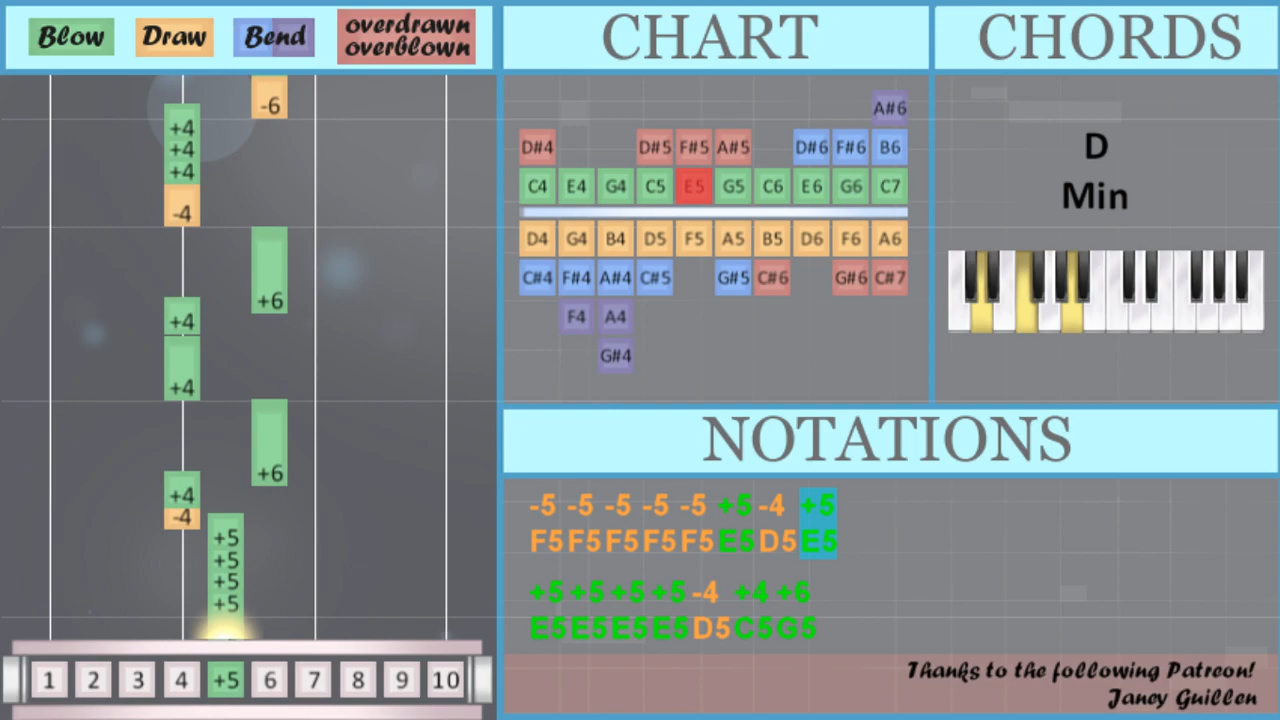 Blow Draw Bend overdrawn
overblown
CHART
CHORDS
-6
+4
+4
+4
-4
+6
+4
+4
+6
+4
-4
+5
+5
+5
+5
1 2 3 4 +5 6 7 8 9 10
A#6
D#4 D#5 F#5 A#5 D#6 F#6 B6
C4 E4 G4 C5 E5 G5 C6 E6 G6 C7
D4 G4 B4 D5 F5 A5 B5 D6 F6 A6
C#4 F#4 A#4 C#5 G#5 C#6 G#6 C#7
F4 A4
G#4
D
Min
NOTATIONS
-5 -5 -5 -5 -5 +5 -4 +5
F5 F5 F5 F5 F5 E5 D5 E5
+5 +5 +5 +5 -4 +4 +6
E5 E5 E5 E5 D5 C5 G5
Thanks to the following Patreon!
Janey Guillen